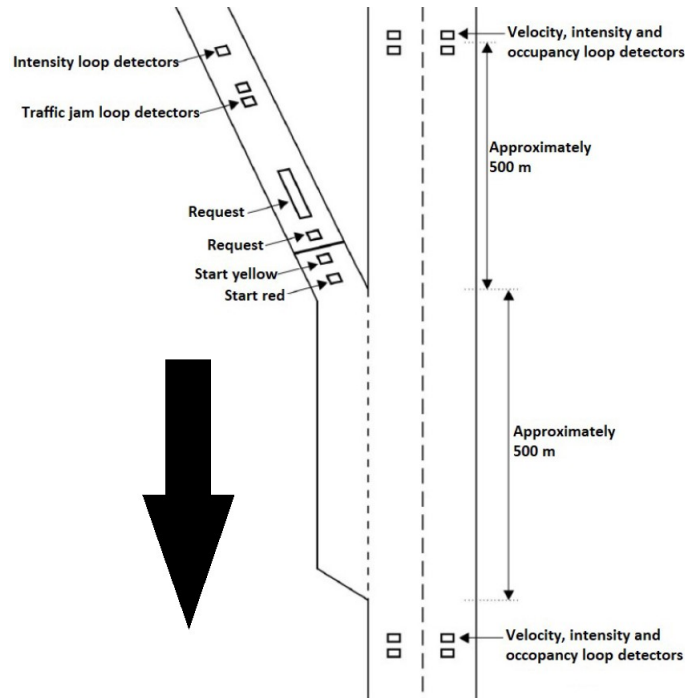 Intensity loop detectors
Traffic jam loop detectors
Request
Request
Start yellow
Start red
Velocity, intensity and
occupancy loop detectors
Approximately
500 m
Approximately
500 m
Velocity, intensity and
occopancy loop detectors